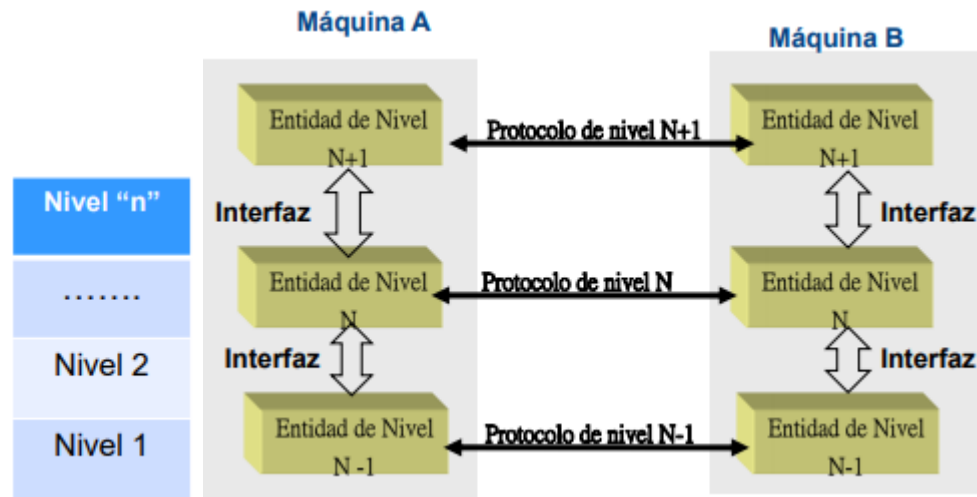 Máquina A
Máquina B
Entidad de Nivel
N+1
Protocolo de nivel N+1
Entidad de Nivel
N+1
Nivel “n”
Interfaz
Interfaz
…….
Entidad de Nivel
N
Protocolo de nivel N
Entidad de Nivel
N
Nivel 2
Interfaz
Interfaz
Nivel 1
Entidad de Nivel
N -1
Protocolo de nivel N-1
Entidad de Nivel
N-1